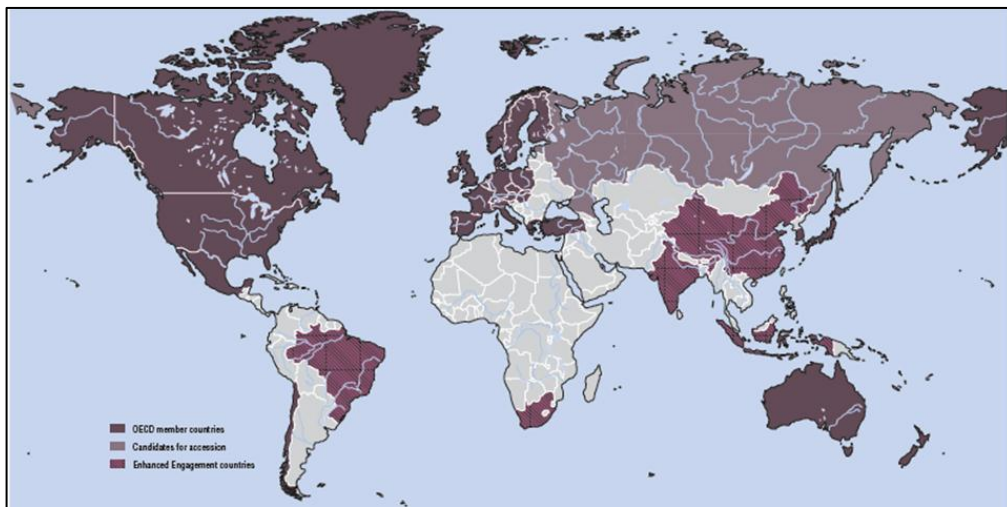 OECD member countries
Candidates for accession
Enhanced Engagement countries